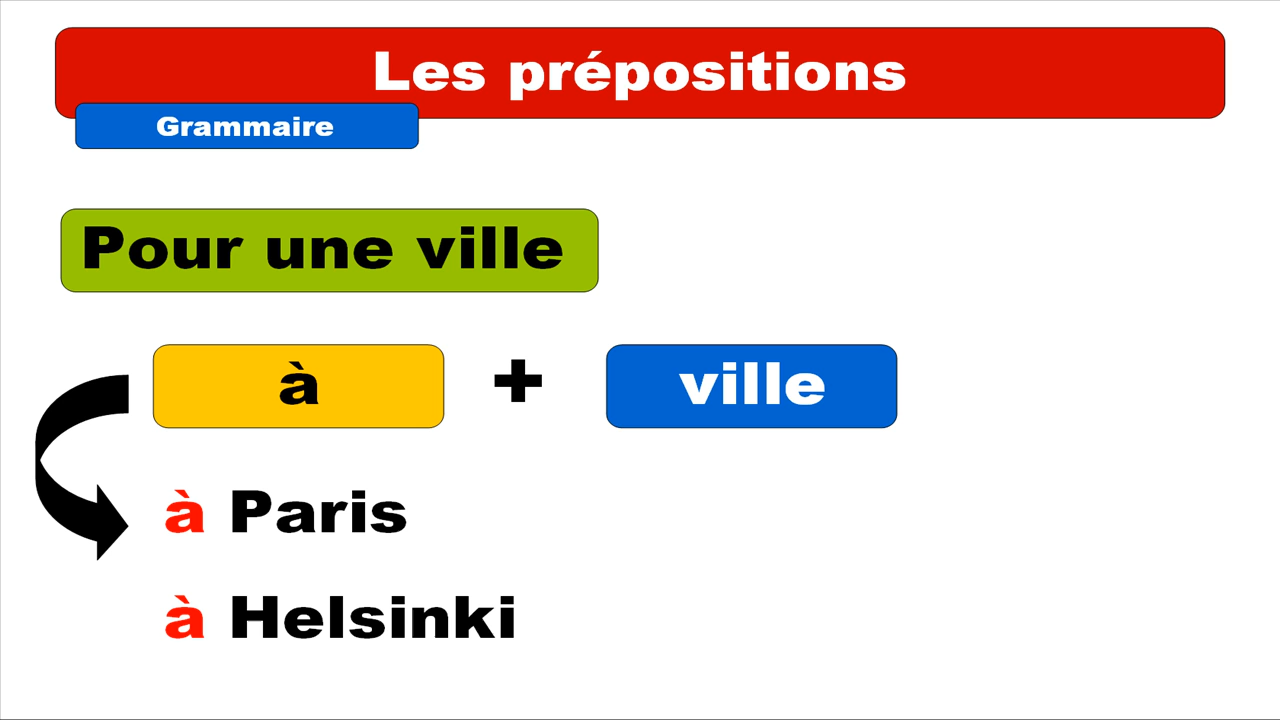 Les prépositions
Grammaire
Pour une ville
à + ville
à Paris
à Helsinki